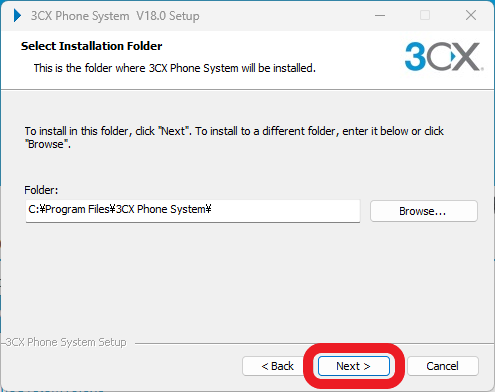 3CX Phone System  V18.0 Setup
Select Installation Folder
This is the folder where 3CX Phone System will be installed.
3CX
To install in this folder, click "Next". To install to a different folder, enter it below or click
"Browse".
Folder:
C:¥Program Files¥3CX Phone System¥
Browse...
3CX Phone System Setup
< Back
Next >
Cancel